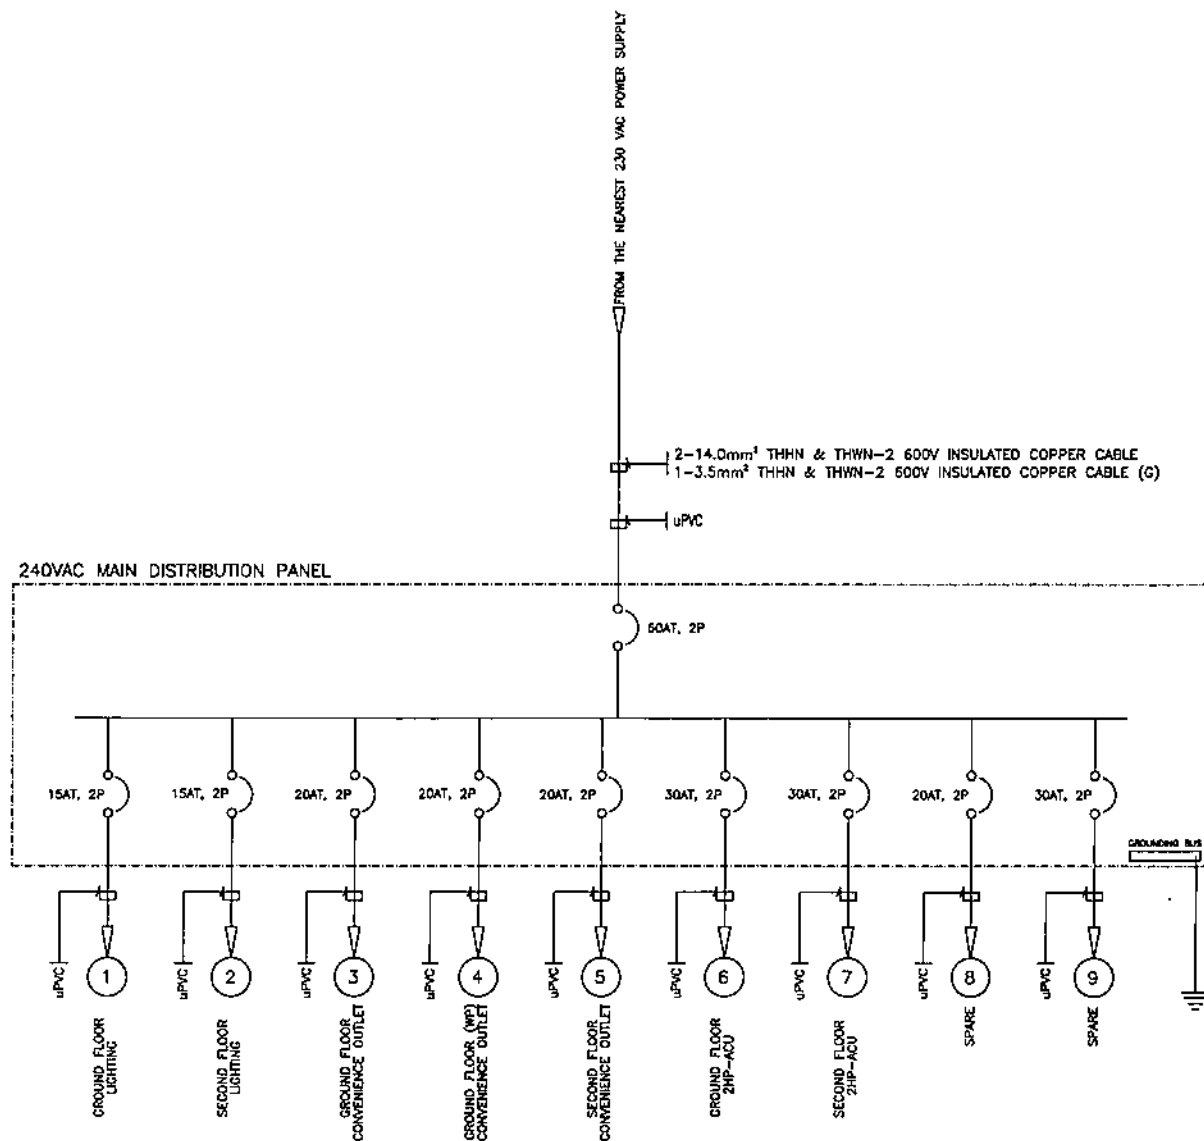 FROM THE NEAREST 230 VAC POWER SUPPLY
2-14.0mm² THHN & THWN-2 600V INSULATED COPPER CABLE
1-3.5mm² THHN & THWN-2 600V INSULATED COPPER CABLE (G)
uPVC
240VAC MAIN DISTRIBUTION PANEL
60AT, 2P
15AT, 2P
15AT, 2P
20AT, 2P
20AT, 2P
20AT, 2P
30AT, 2P
30AT, 2P
20AT, 2P
30AT, 2P
GROUNDING BUS
uPVC
1
uPVC
2
uPVC
3
uPVC
4
uPVC
5
uPVC
6
uPVC
7
uPVC
8
uPVC
9
GROUND FLOOR
LIGHTING
SECOND FLOOR
LIGHTING
GROUND FLOOR
CONVENIENCE OUTLET
GROUND FLOOR (WP)
CONVENIENCE OUTLET
SECOND FLOOR
CONVENIENCE OUTLET
GROUND FLOOR
2HP-ACU
SECOND FLOOR
2HP-ACU
SPARE
SPARE